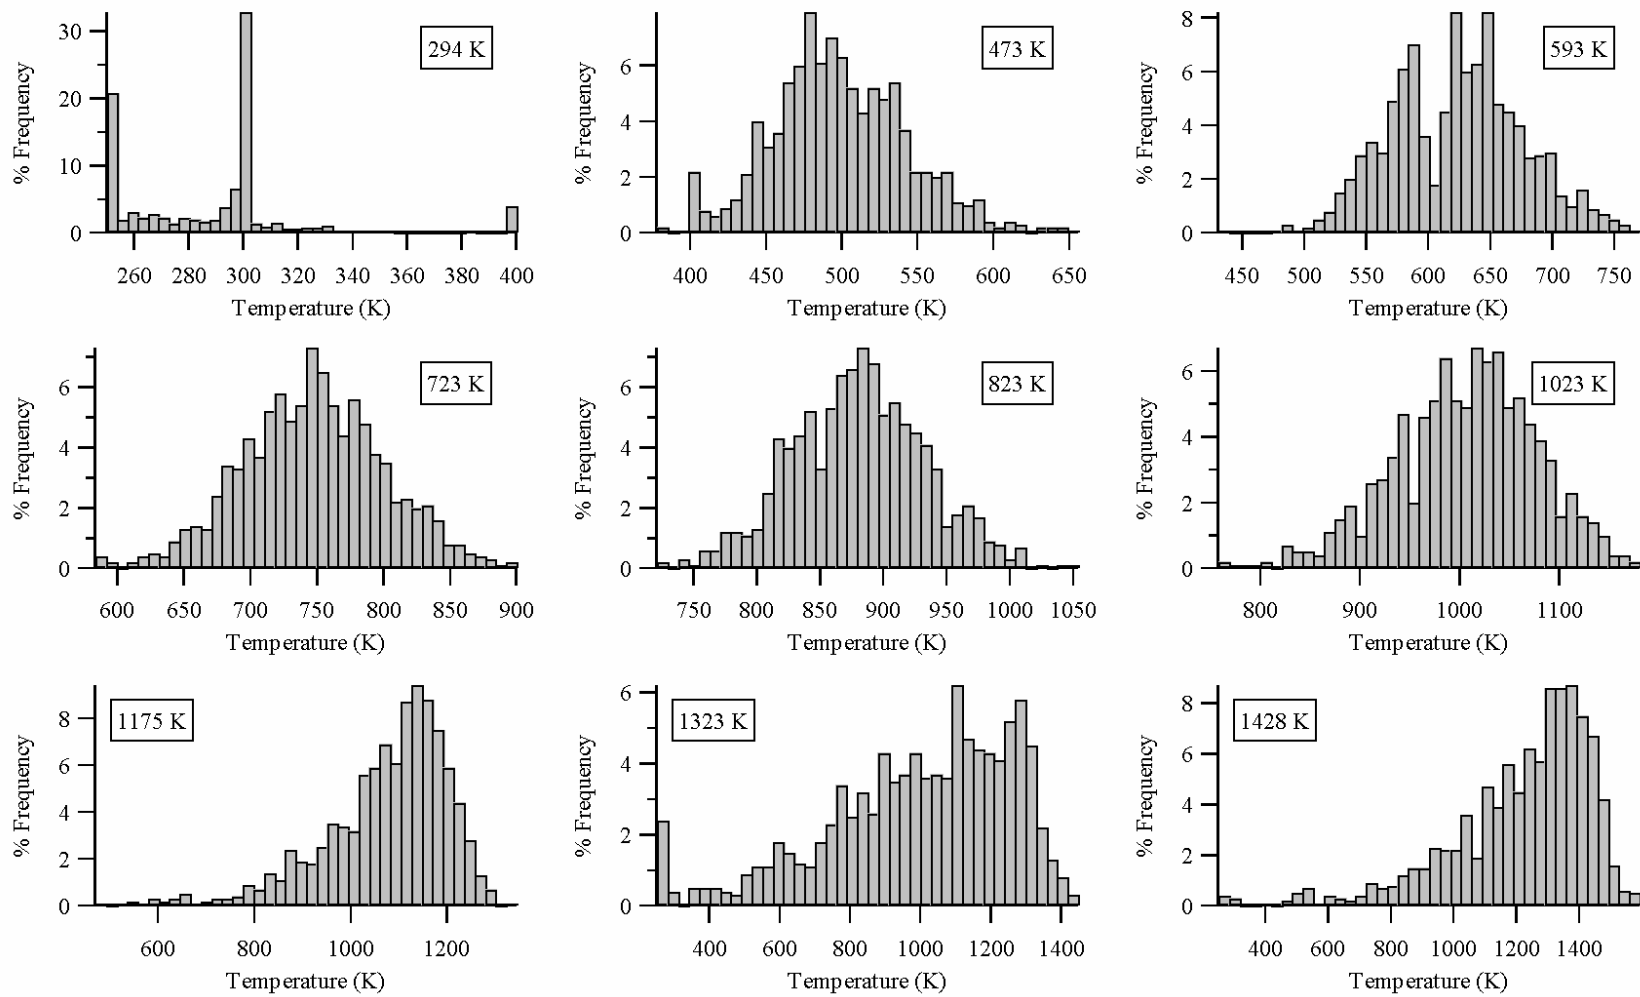 30
20
10
0
% Frequency
294 K
260 280 300 320 340 360 380 400
Temperature (K)
6
4
2
0
% Frequency
473 K
400 450 500 550 600 650
Temperature (K)
8
6
4
2
0
% Frequency
593 K
450 500 550 600 650 700 750
Temperature (K)
6
4
2
0
% Frequency
723 K
600 650 700 750 800 850 900
Temperature (K)
6
4
2
0
% Frequency
823 K
750 800 850 900 950 1000 1050
Temperature (K)
6
4
2
0
% Frequency
1023 K
800 900 1000 1100
Temperature (K)
8
6
4
2
0
% Frequency
1175 K
600 800 1000 1200
Temperature (K)
6
4
2
0
% Frequency
1323 K
400 600 800 1000 1200 1400
Temperature (K)
8
6
4
2
0
% Frequency
1428 K
400 600 800 1000 1200 1400
Temperature (K)